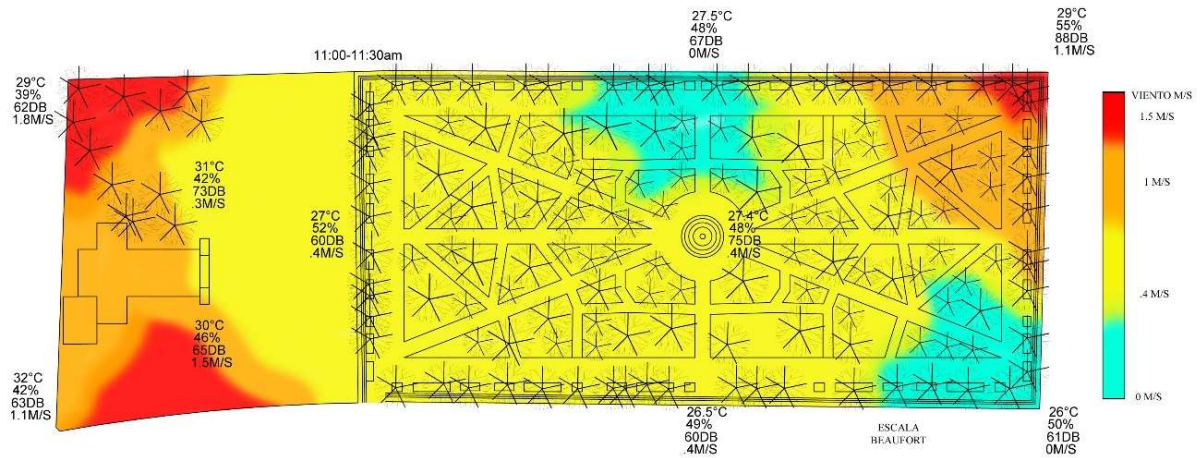 27.5°C
48%
67DB
0M/S
29°C
55%
88DB
1.1M/S
11:00-11:30am
29°C
39%
62DB
1.8M/S
VIENTO M/S
1.5 M/S
1 M/S
.4 M/S
0 M/S
31°C
42%
73DB
.3M/S
27°C
52%
60DB
.4M/S
27.4°C
48%
75DB
.4M/S
30°C
46%
65DB
1.5M/S
32°C
42%
63DB
1.1M/S
26.5°C
49%
60DB
.4M/S
ESCALA
BEAUFORT
26°C
50%
61DB
0M/S